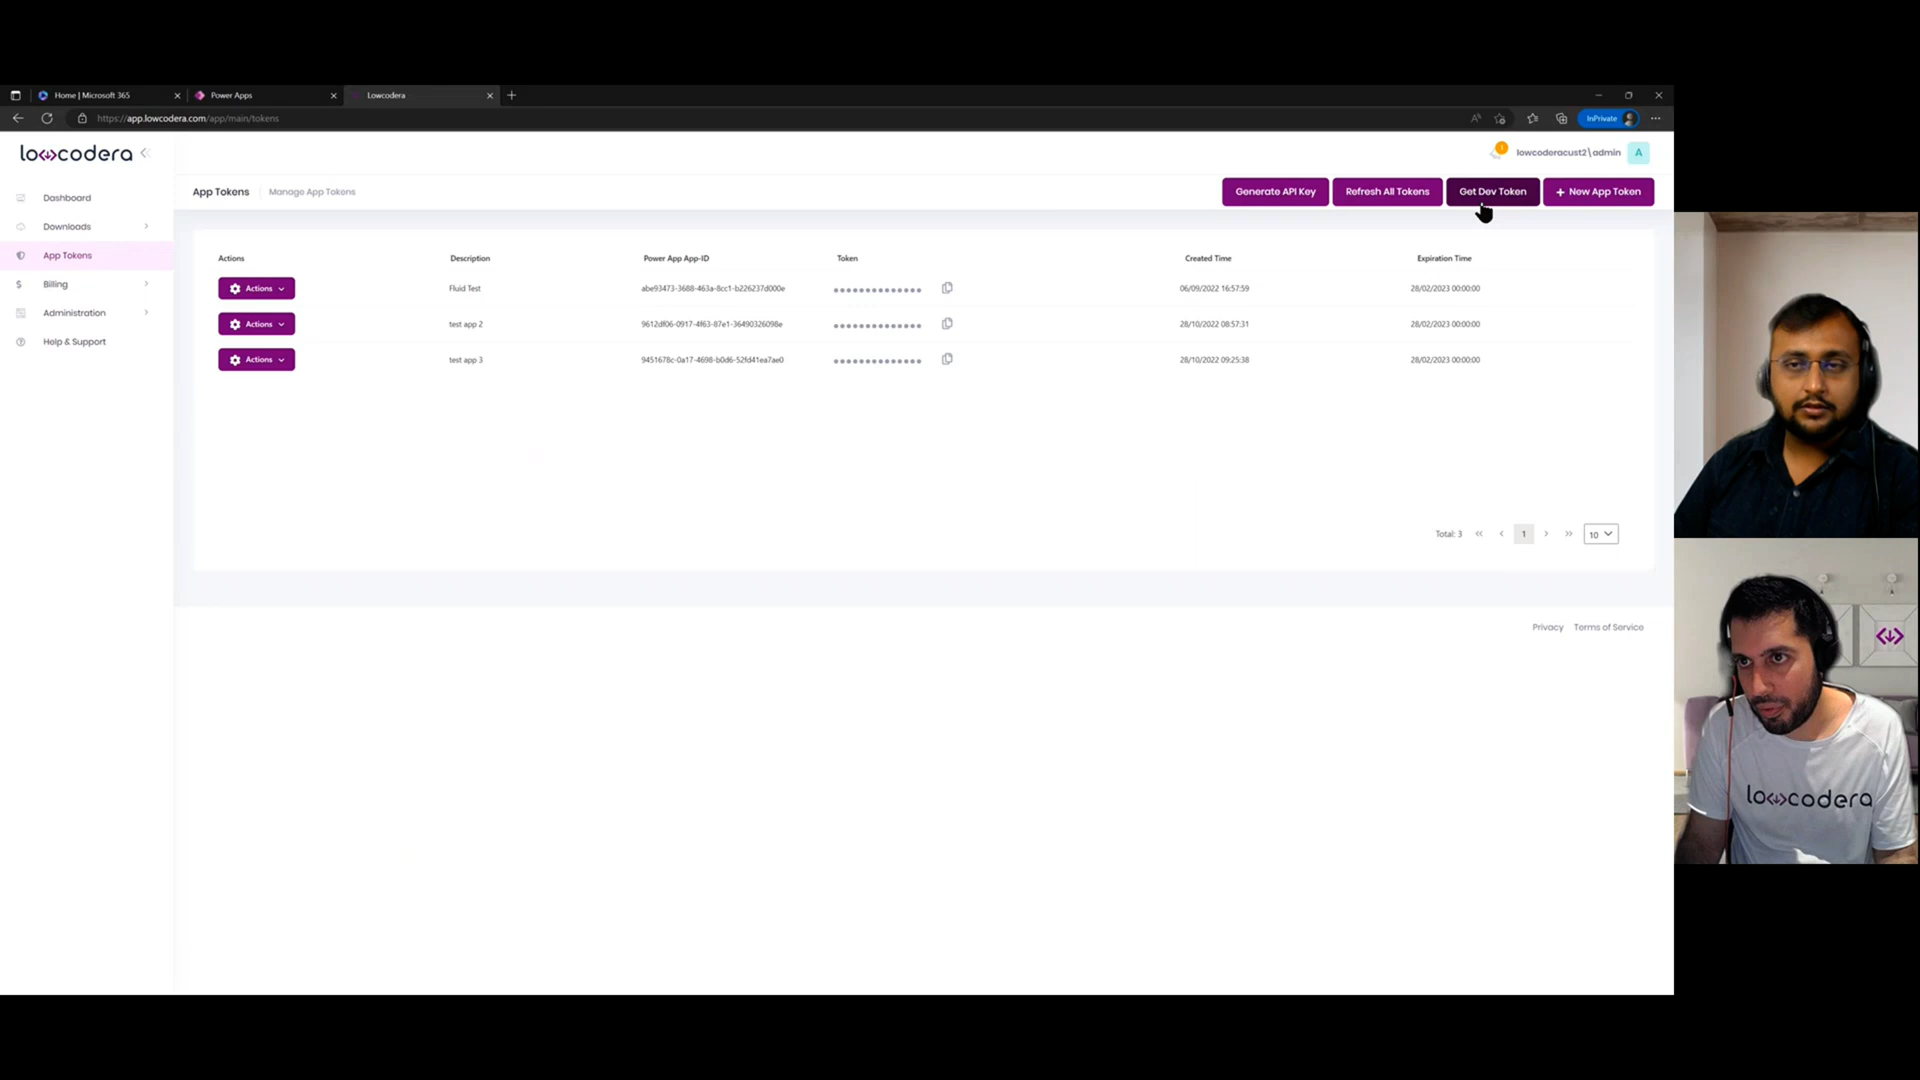 Home | Microsoft 365
Power Apps
Lowcodera
https://app.lowcodera.com/app/main/tokens
InPrivate
lowcodera
1
lowcoderacust2\admin
A
Dashboard
Downloads
App Tokens
Billing
Administration
Help & Support
App Tokens
Manage App Tokens
Generate API Key
Refresh All Tokens
Get Dev Token
+ New App Token
Actions Description Power App App-ID Token Created Time Expiration Time
Actions Fluid Test abe93473-3688-463a-8cc1-b226237d000e 06/09/2022 16:57:59 28/02/2023 00:00:00
Actions test app 2 9612df06-0917-4f63-87e1-36490326098e 28/10/2022 08:57:31 28/02/2023 00:00:00
Actions test app 3 9451678c-0a17-4698-b0d6-52fd41ea7ae0 28/10/2022 09:25:38 28/02/2023 00:00:00
Total: 3 « ‹ 1 › » 10
Privacy Terms of Service
lowcodera